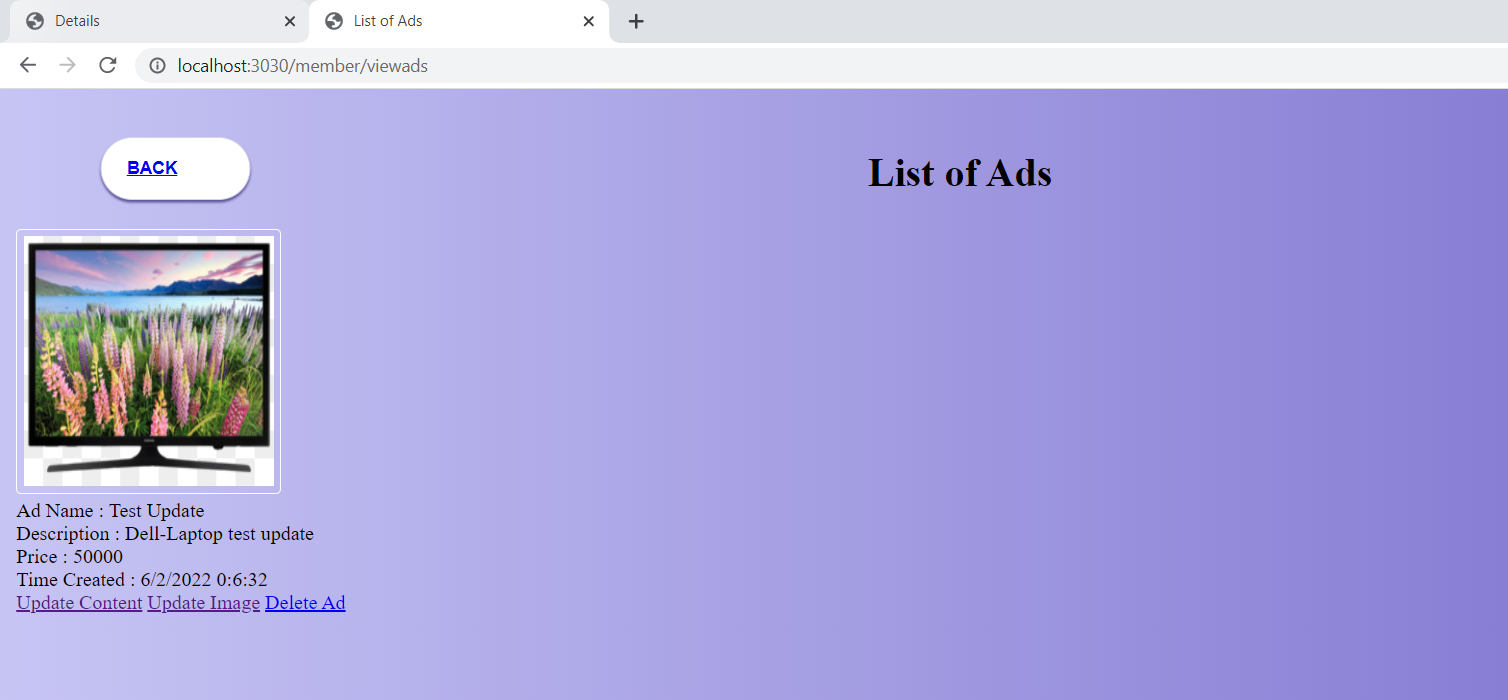 Details
List of Ads
localhost:3030/member/viewads
BACK
List of Ads
Ad Name : Test Update
Description : Dell-Laptop test update
Price : 50000
Time Created : 6/2/2022 0:6:32
Update Content Update Image Delete Ad